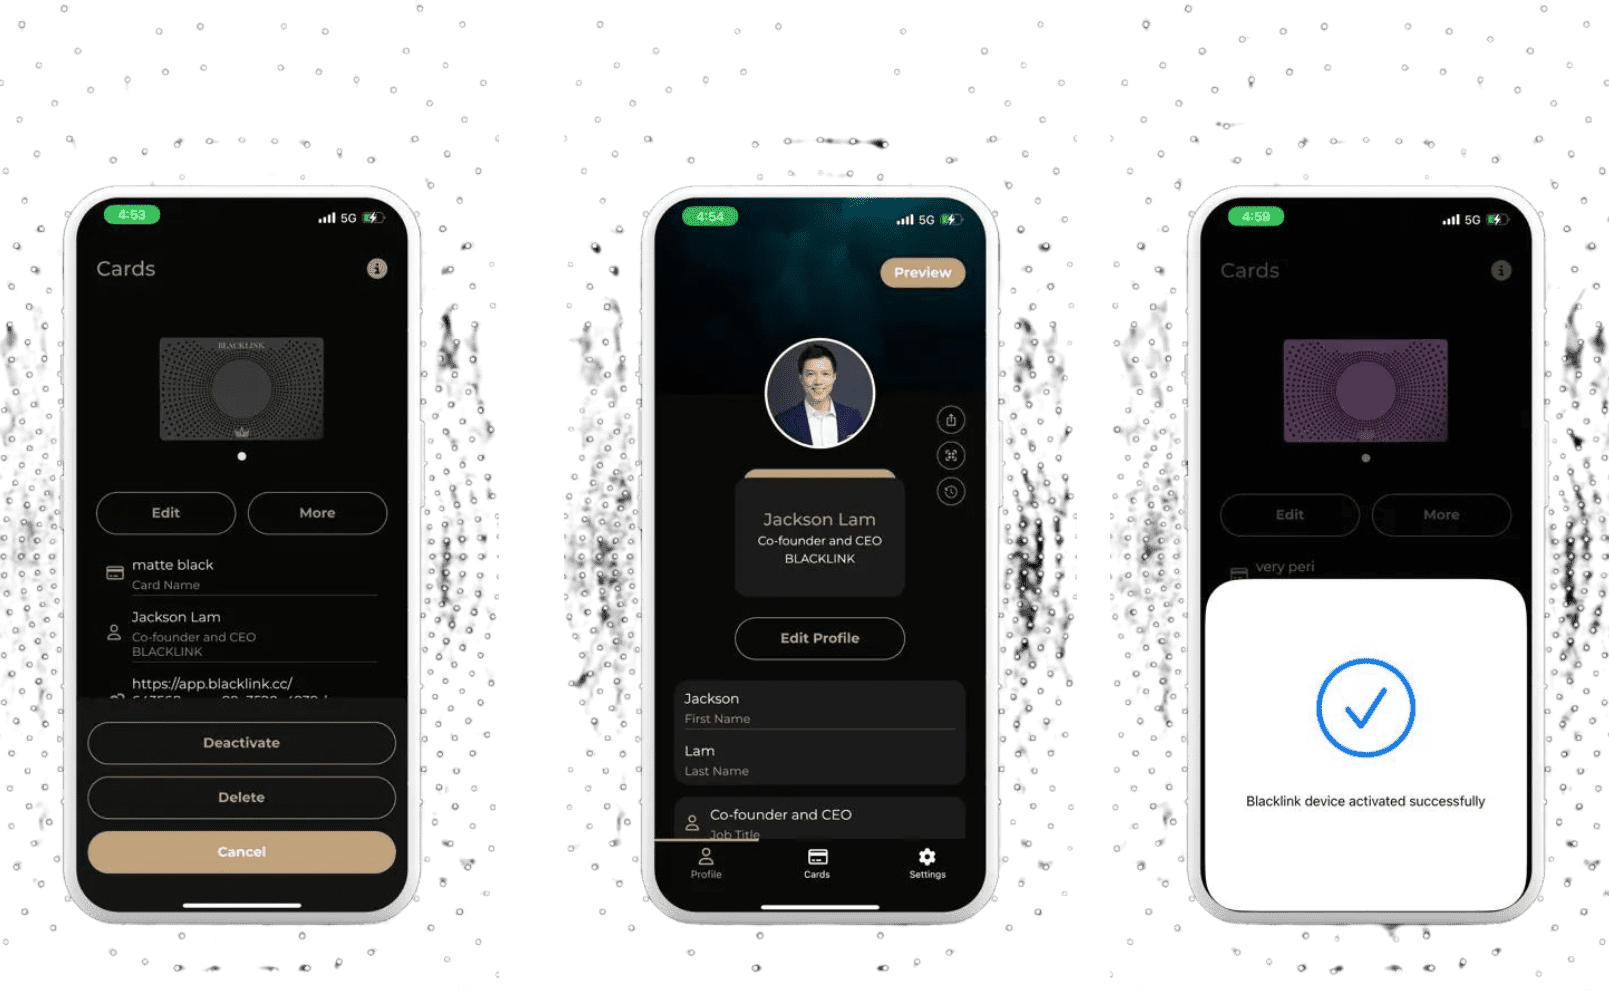 4:53
5G
Cards
BLACKLINK
Edit
More
matte black
Card Name
Jackson Lam
Co-founder and CEO
BLACKLINK
https://app.blacklink.cc/
Deactivate
Delete
Cancel
4:54
5G
Preview
Jackson Lam
Co-founder and CEO
BLACKLINK
Edit Profile
Jackson
First Name
Lam
Last Name
Co-founder and CEO
Job Title
Profile
Cards
Settings
4:59
5G
Cards
Edit
More
very peri
Blacklink device activated successfully